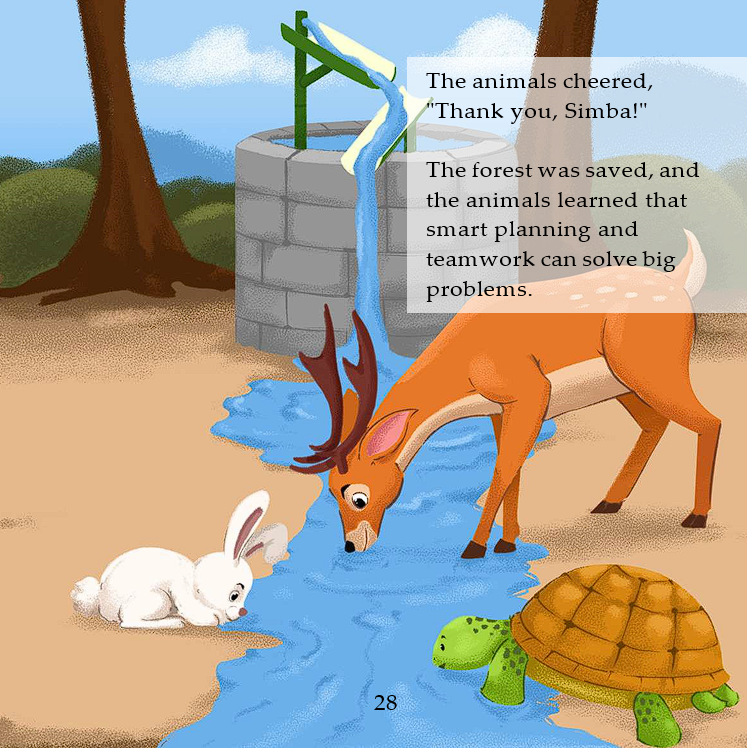 The animals cheered,
"Thank you, Simba!"
The forest was saved, and
the animals learned that
smart planning and
teamwork can solve big
problems.
28